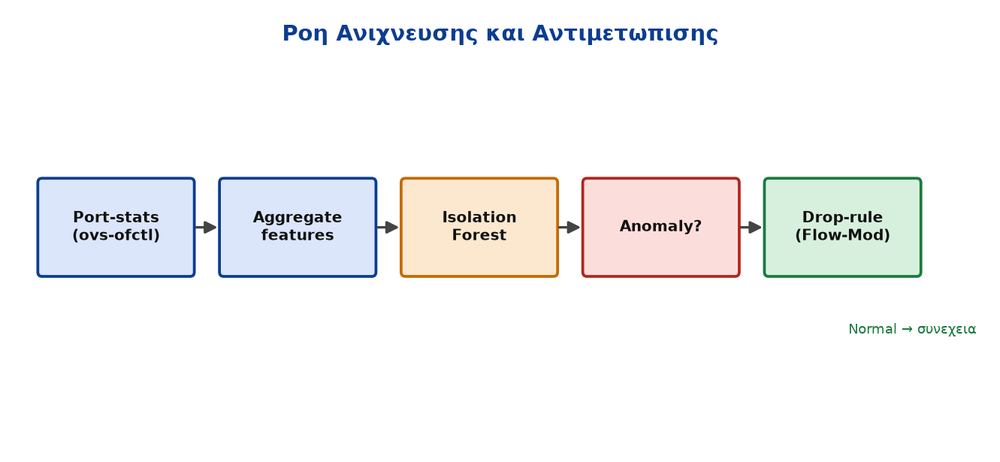 Ροη Ανιχνευσης και Αντιμετωπισης
Port-stats
(ovs-ofctl)
Aggregate
features
Isolation
Forest
Anomaly?
Drop-rule
(Flow-Mod)
Normal → συνεχεια